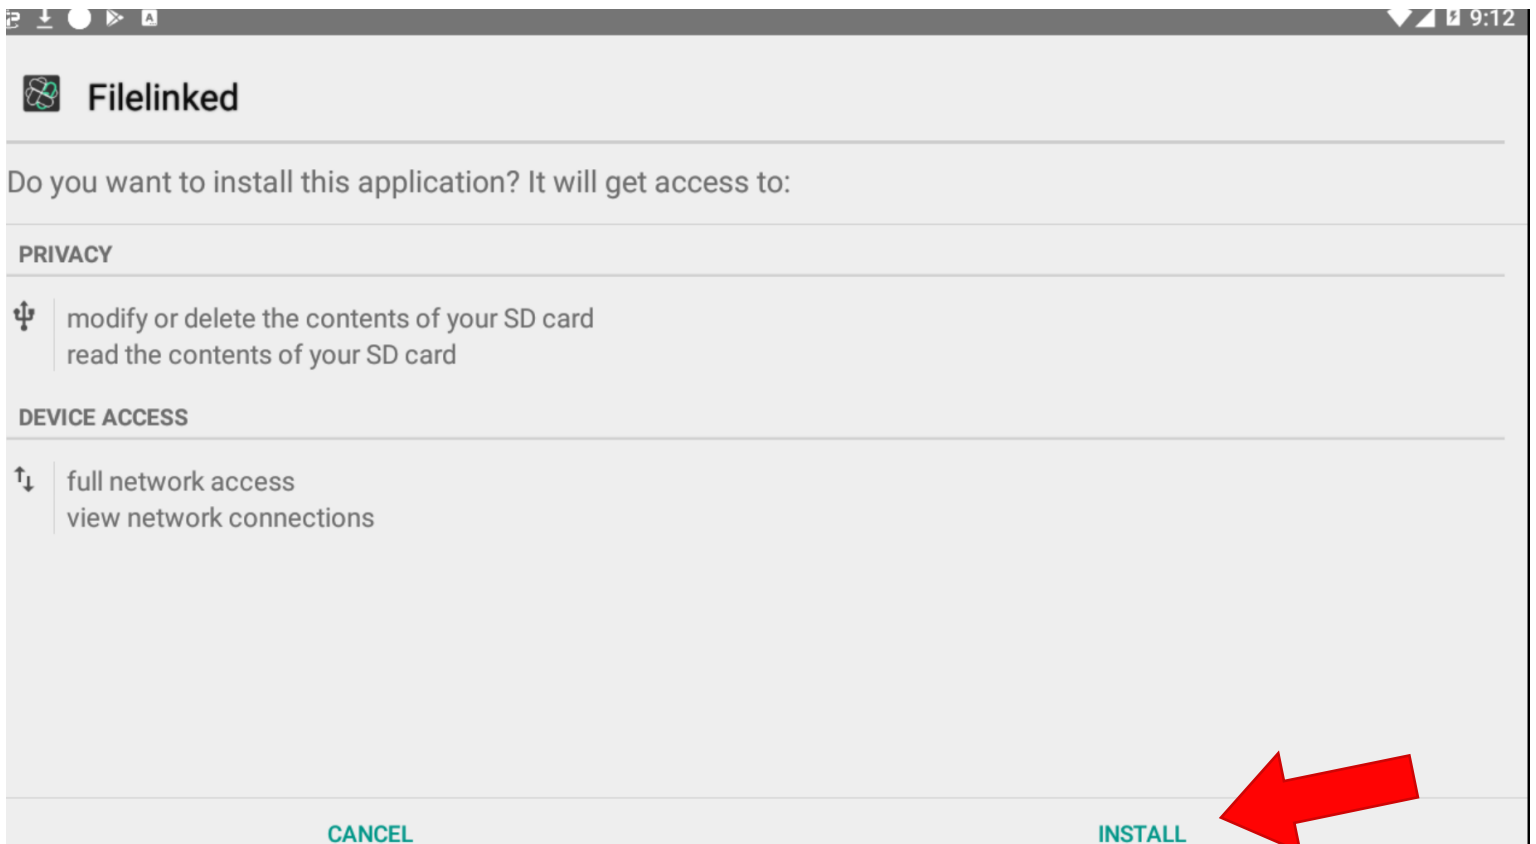 9:12
Filelinked
Do you want to install this application? It will get access to:
PRIVACY
modify or delete the contents of your SD card
read the contents of your SD card
DEVICE ACCESS
full network access
view network connections
CANCEL
INSTALL